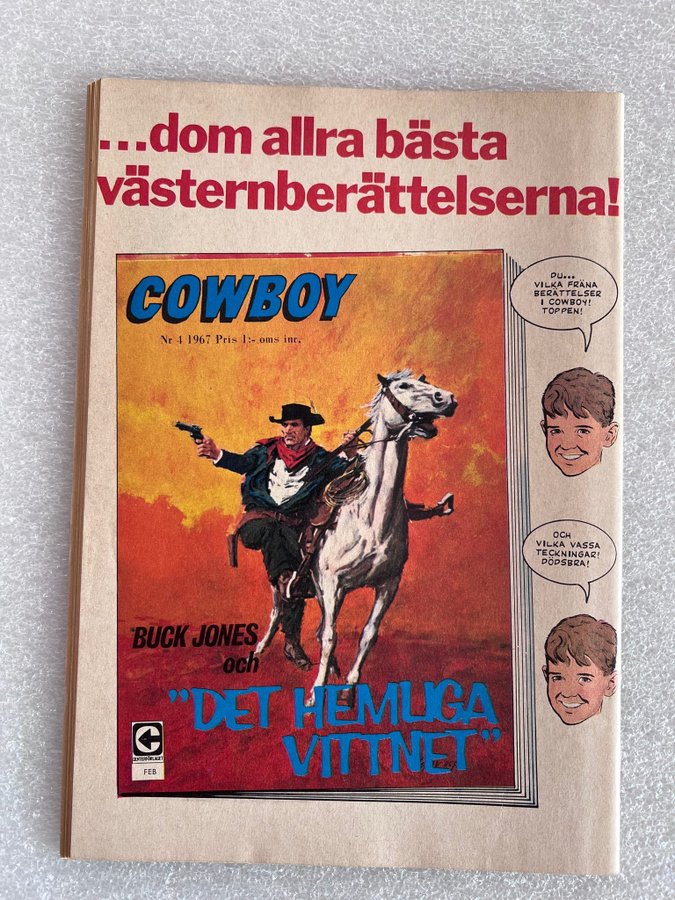 ...dom allra bästa
västernberättelserna!
COWBOY
Nr 4 1967 Pris 1:- oms inr.
DU...
VILKA FRÄNA
BERÄTTELSER
I COWBOY!
TOPPEN!
OCH
VILKA VASSA
TECKNINGAR!
DÖDSBRA!
BUCK JONES
och
"DET HEMLIGA
VITTNET"
CENTERFÖRLAGET
FEB